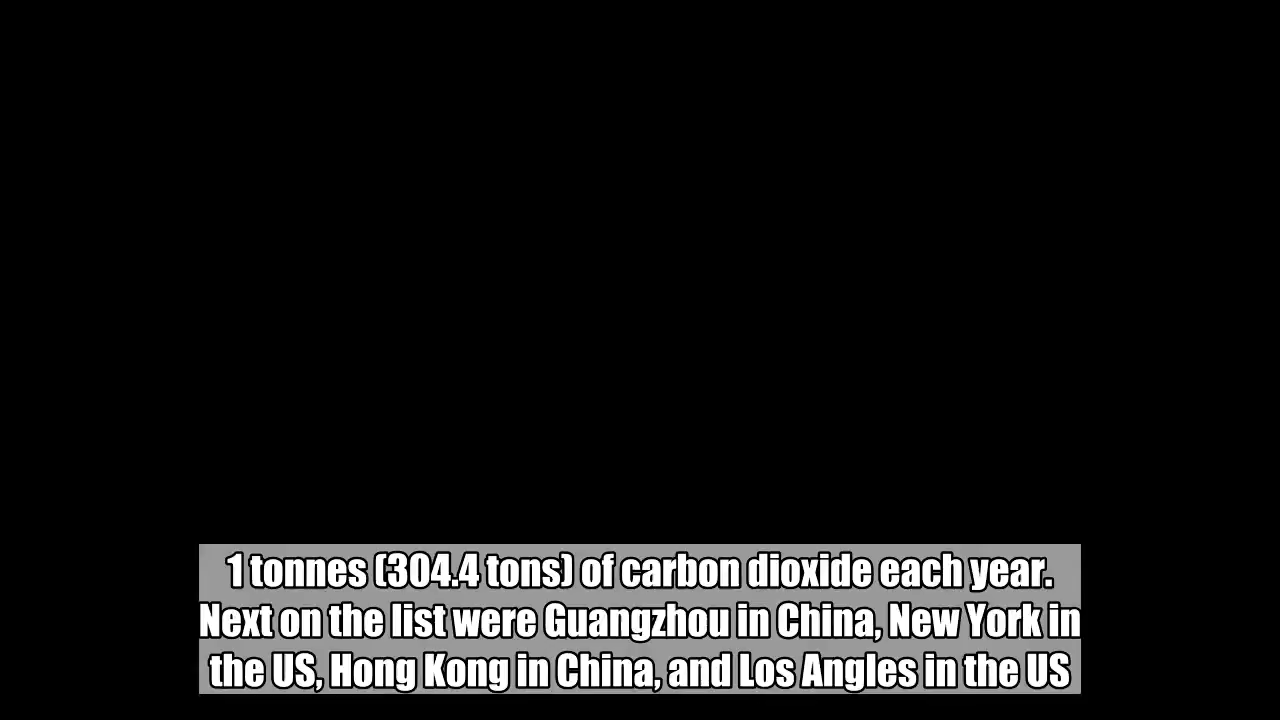 1 tonnes (304.4 tons) of carbon dioxide each year.
Next on the list were Guangzhou in China, New York in
the US, Hong Kong in China, and Los Angles in the US